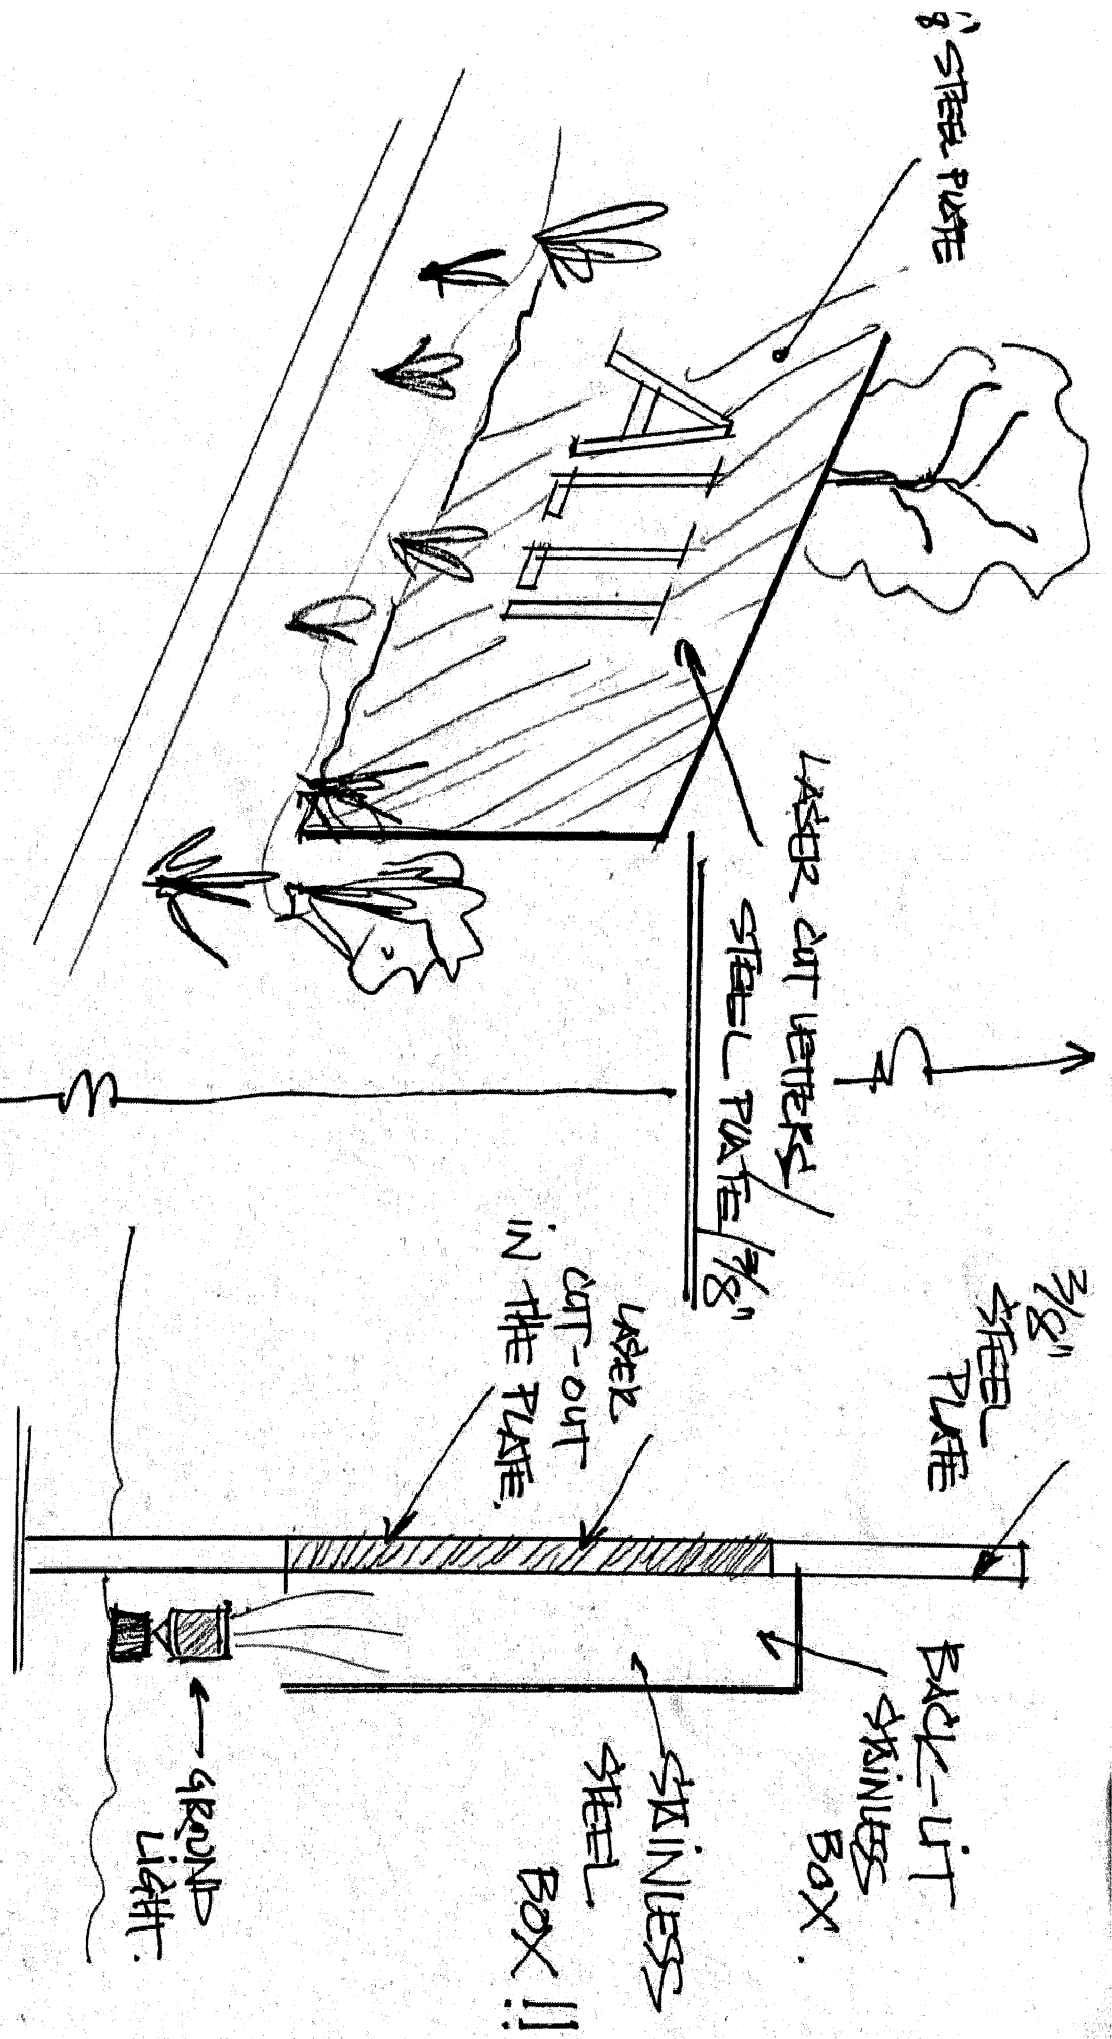 8" STEEL PLATE
A111
LASER CUT LETTERS
STEEL PLATE / 3/8"
3/8"
STEEL
PLATE
LASER
CUT-OUT
IN THE PLATE.
BACK-LIT
STAINLESS
BOX.
STAINLESS
STEEL
BOX !!
GROUND
LIGHT.